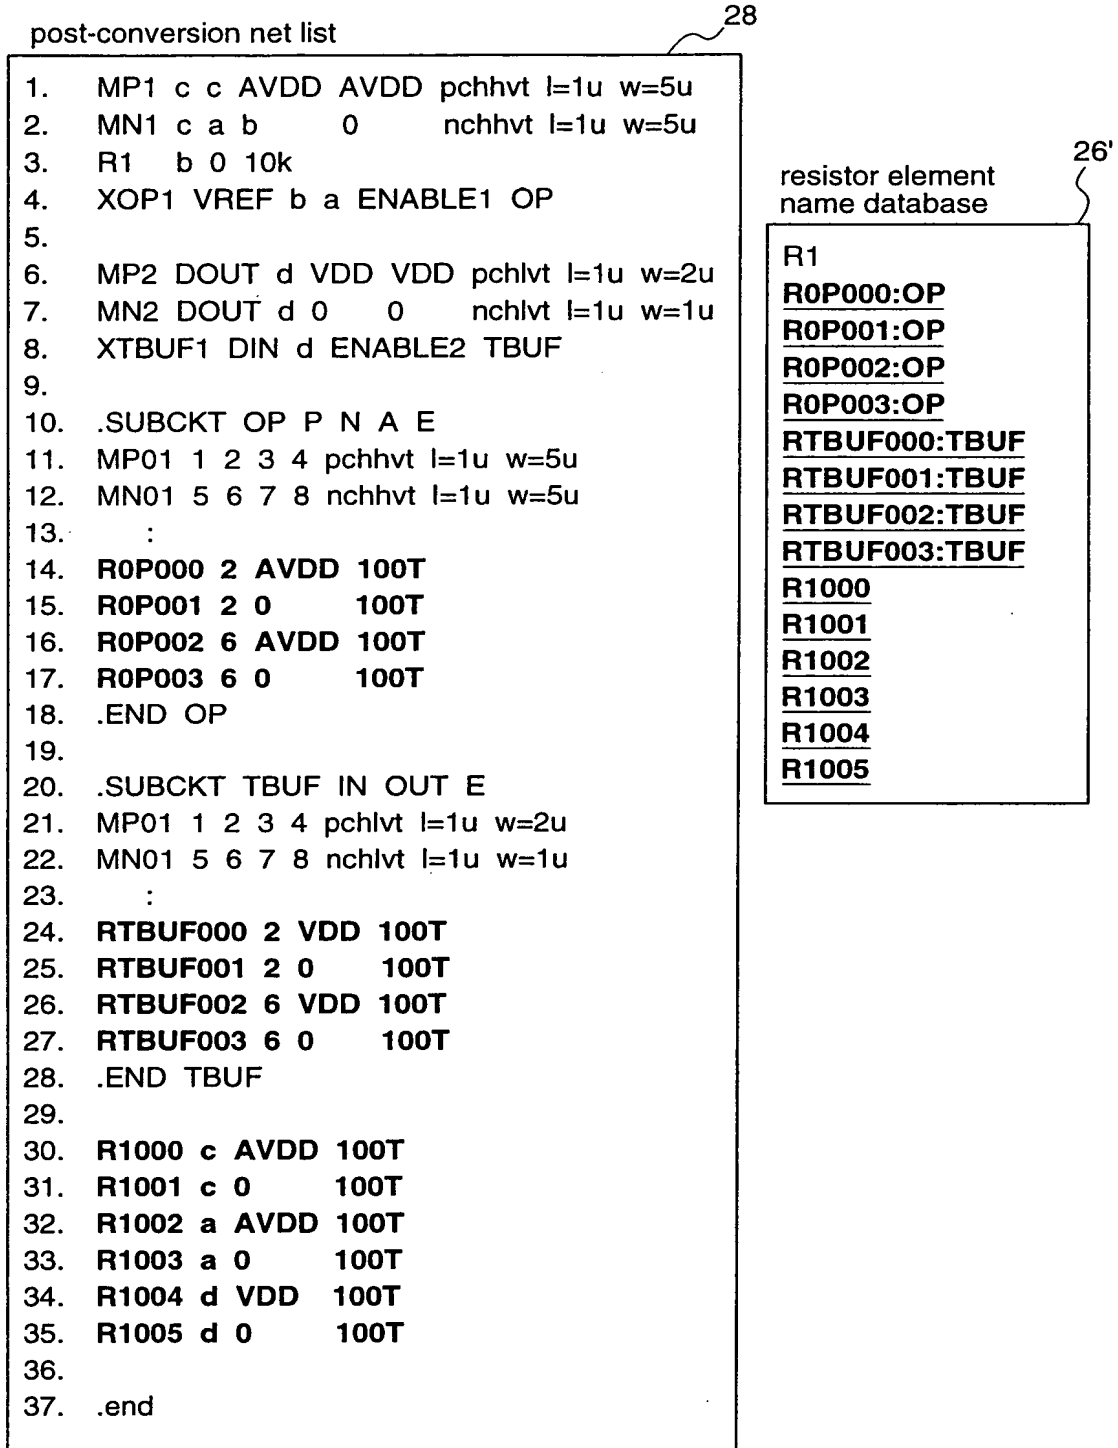 post-conversion net list
28
1. MP1 c c AVDD AVDD pchhvt l=1u w=5u
2. MN1 c a b 0 nchhvt l=1u w=5u
3. R1 b 0 10k
4. XOP1 VREF b a ENABLE1 OP
5.
6. MP2 DOUT d VDD VDD pchlvt l=1u w=2u
7. MN2 DOUT d 0 0 nchlvt l=1u w=1u
8. XTBUF1 DIN d ENABLE2 TBUF
9.
10. .SUBCKT OP P N A E
11. MP01 1 2 3 4 pchhvt l=1u w=5u
12. MN01 5 6 7 8 nchhvt l=1u w=5u
13. :
14. R0P000 2 AVDD 100T
15. R0P001 2 0 100T
16. R0P002 6 AVDD 100T
17. R0P003 6 0 100T
18. .END OP
19.
20. .SUBCKT TBUF IN OUT E
21. MP01 1 2 3 4 pchlvt l=1u w=2u
22. MN01 5 6 7 8 nchlvt l=1u w=1u
23. :
24. RTBUF000 2 VDD 100T
25. RTBUF001 2 0 100T
26. RTBUF002 6 VDD 100T
27. RTBUF003 6 0 100T
28. .END TBUF
29.
30. R1000 c AVDD 100T
31. R1001 c 0 100T
32. R1002 a AVDD 100T
33. R1003 a 0 100T
34. R1004 d VDD 100T
35. R1005 d 0 100T
36.
37. .end
26'
resistor element
name database
R1
R0P000:OP
R0P001:OP
R0P002:OP
R0P003:OP
RTBUF000:TBUF
RTBUF001:TBUF
RTBUF002:TBUF
RTBUF003:TBUF
R1000
R1001
R1002
R1003
R1004
R1005